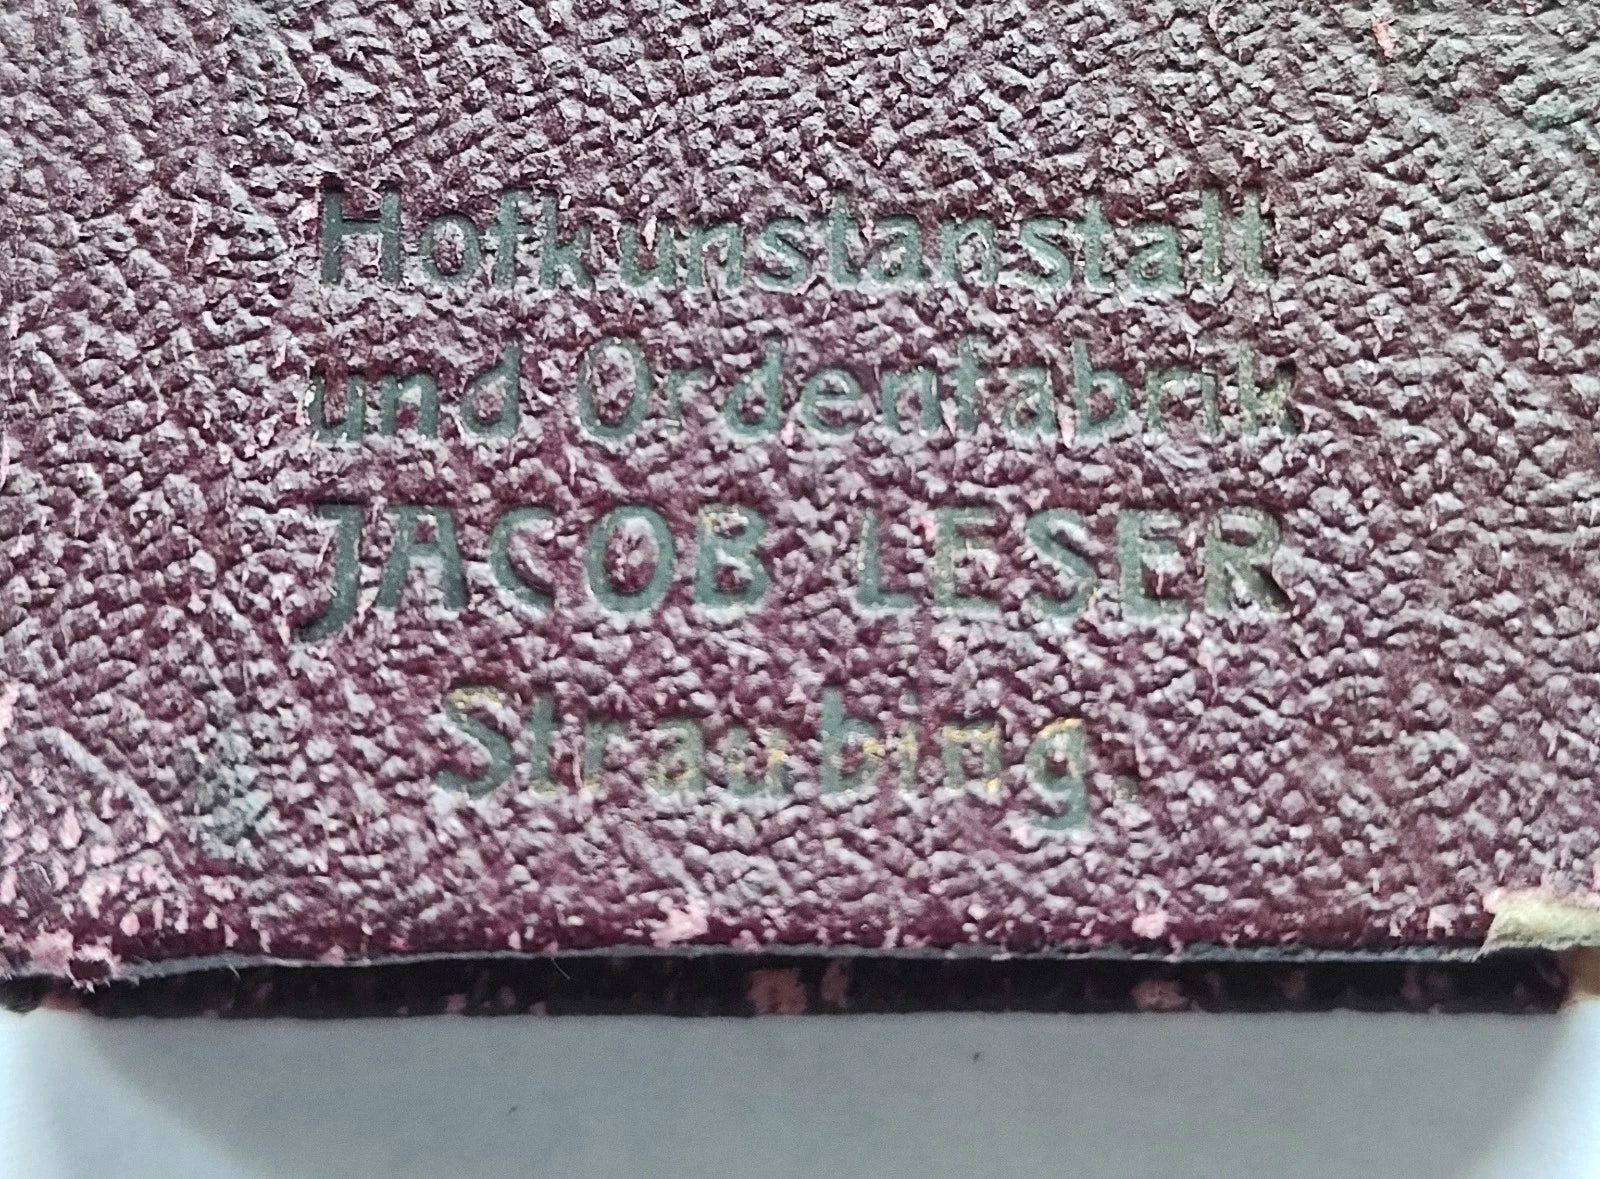 Hofkunstanstalt
und Ordenfabrik
JACOB LESER
Straubing.